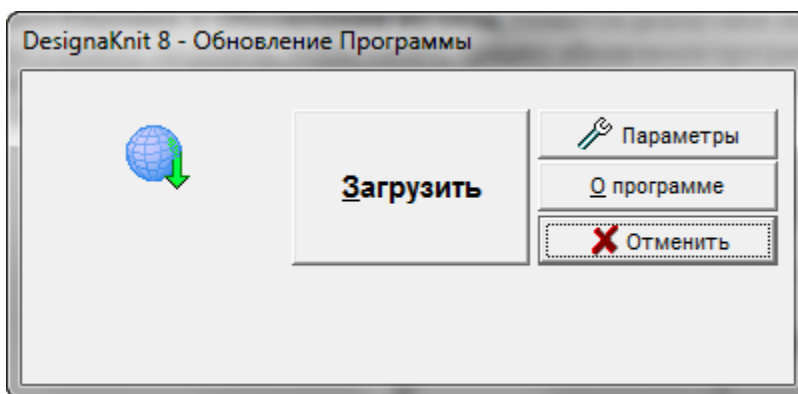 DesignaKnit 8 - Обновление Программы
Загрузить
Параметры
О программе
Отменить